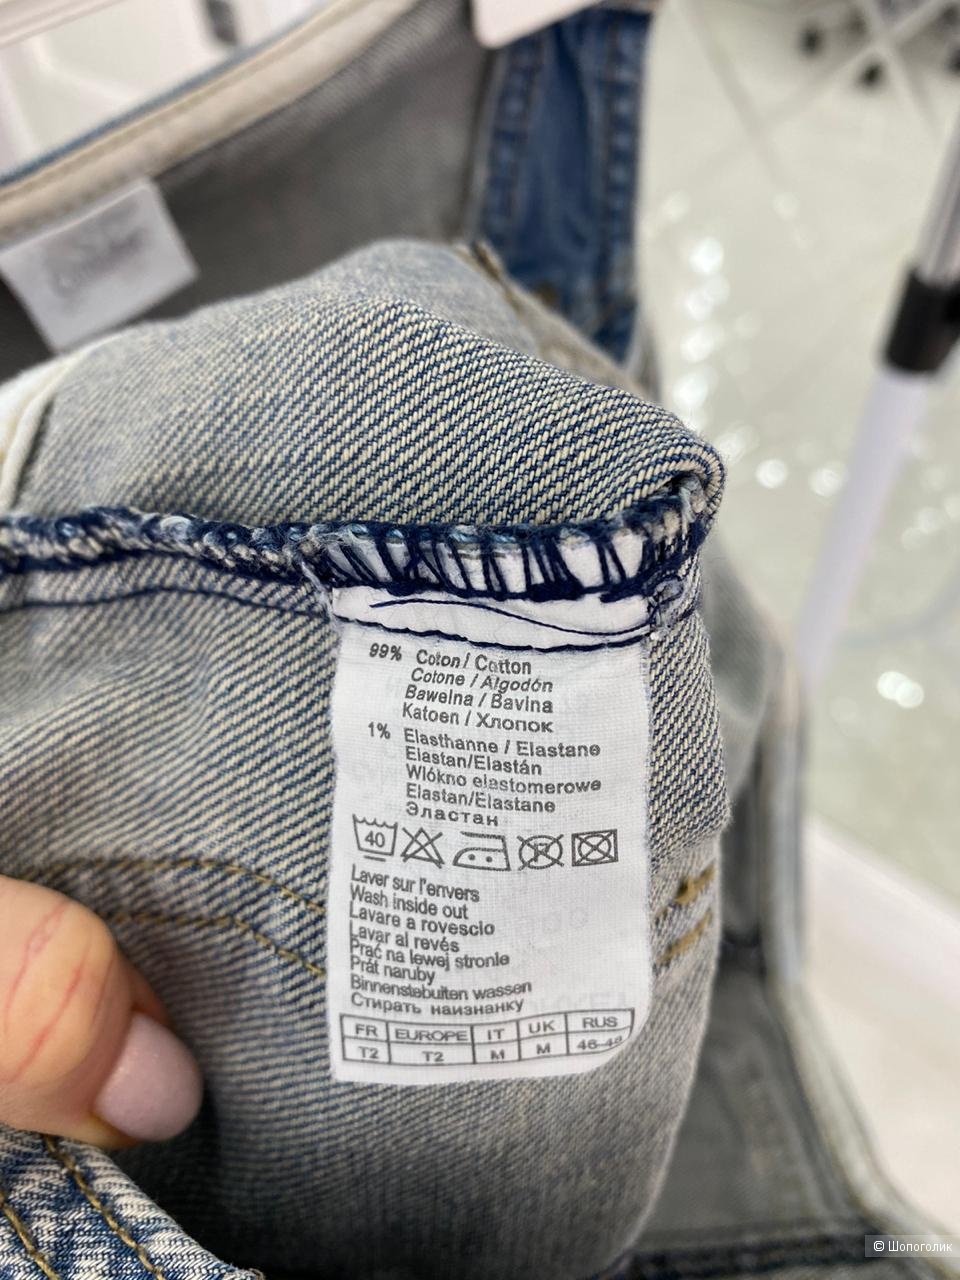 99% Coton / Cotton
Cotone / Algodón
Bawelna / Bavlna
Katoen / Хлопок
1% Elasthanne / Elastane
Elastan/Elastán
Wlókno elastomerowe
Elastan/Elastane
Эластан
40 P
Laver sur l'envers
Wash inside out
Lavare a rovescio
Lavar al revés
Prać na lewej stronie
Prát naruby
Binnenstebuiten wassen
Стирать наизнанку
FR EUROPE IT UK RUS
T2 T2 M M 46-48
© Шопоголик